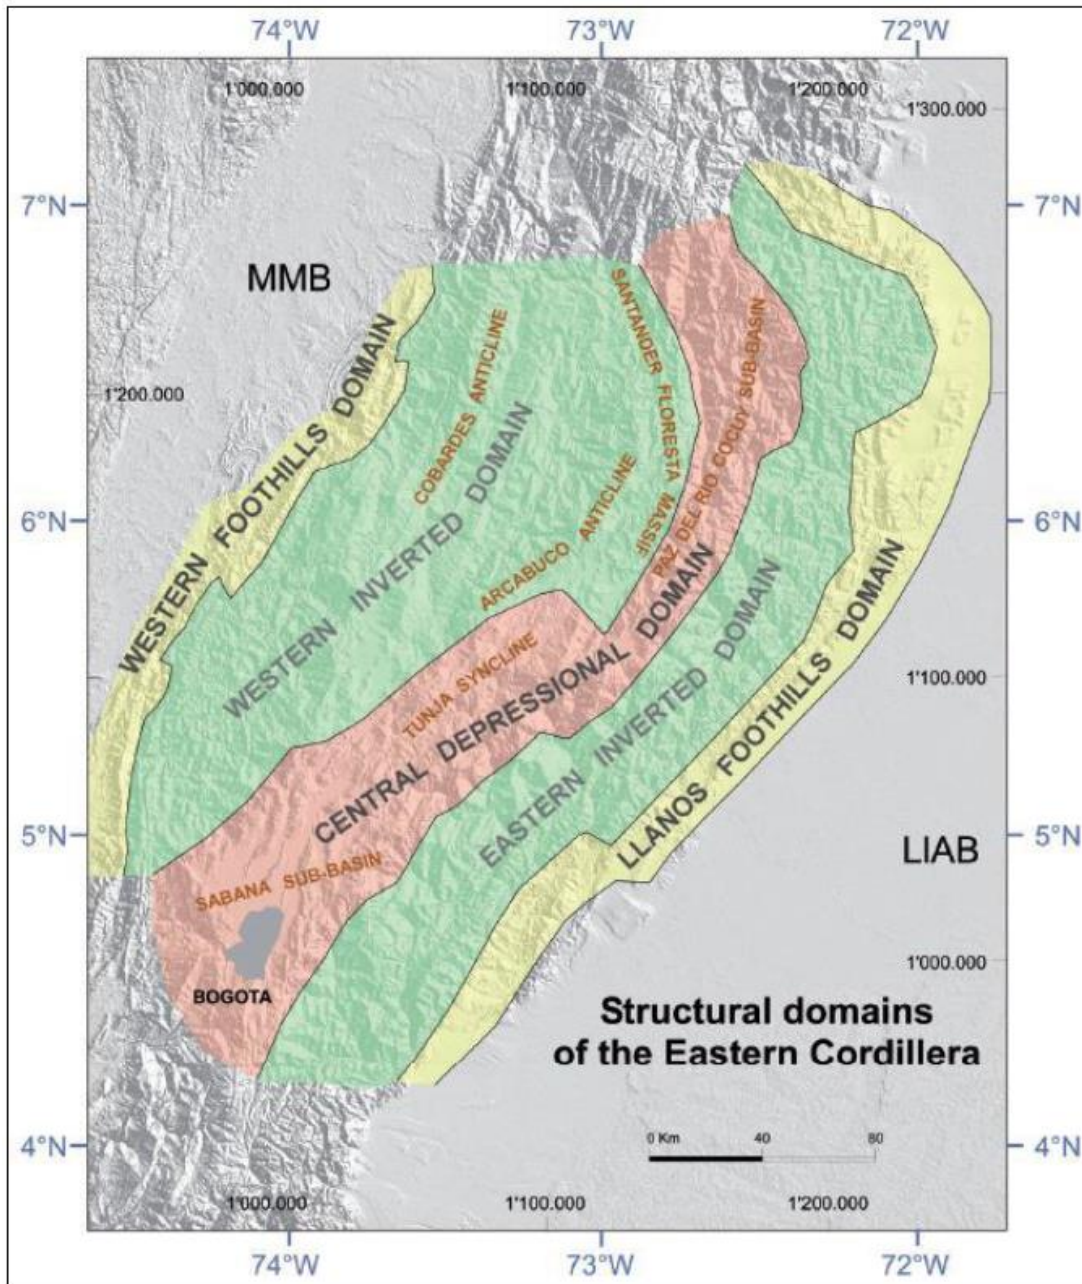 74°W 73°W 72°W
1'000.000 1'100.000 1'200.000
1'300.000
7°N 7°N
MMB
1'200.000
WESTERN FOOTHILLS DOMAIN
COBARDES ANTICLINE
WESTERN INVERTED DOMAIN
ARCABUCO ANTICLINE
SANTANDER FLORESTA MASSIF
PAZ DEL RIO COCUY SUB-BASIN
6°N 6°N
TUNJA SYNCLINE
CENTRAL DEPRESSIONAL DOMAIN
EASTERN INVERTED DOMAIN
LLANOS FOOTHILLS DOMAIN
1'100.000
5°N 5°N
LIAB
SABANA SUB-BASIN
BOGOTA
1'000.000
Structural domains
of the Eastern Cordillera
0 Km 40 80
4°N 4°N
1'000.000 1'100.000 1'200.000
74°W 73°W 72°W